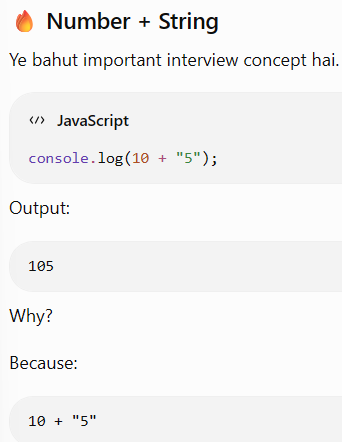 🔥 Number + String
Ye bahut important interview concept hai.
</> JavaScript
console.log(10 + "5");
Output:
105
Why?
Because:
10 + "5"